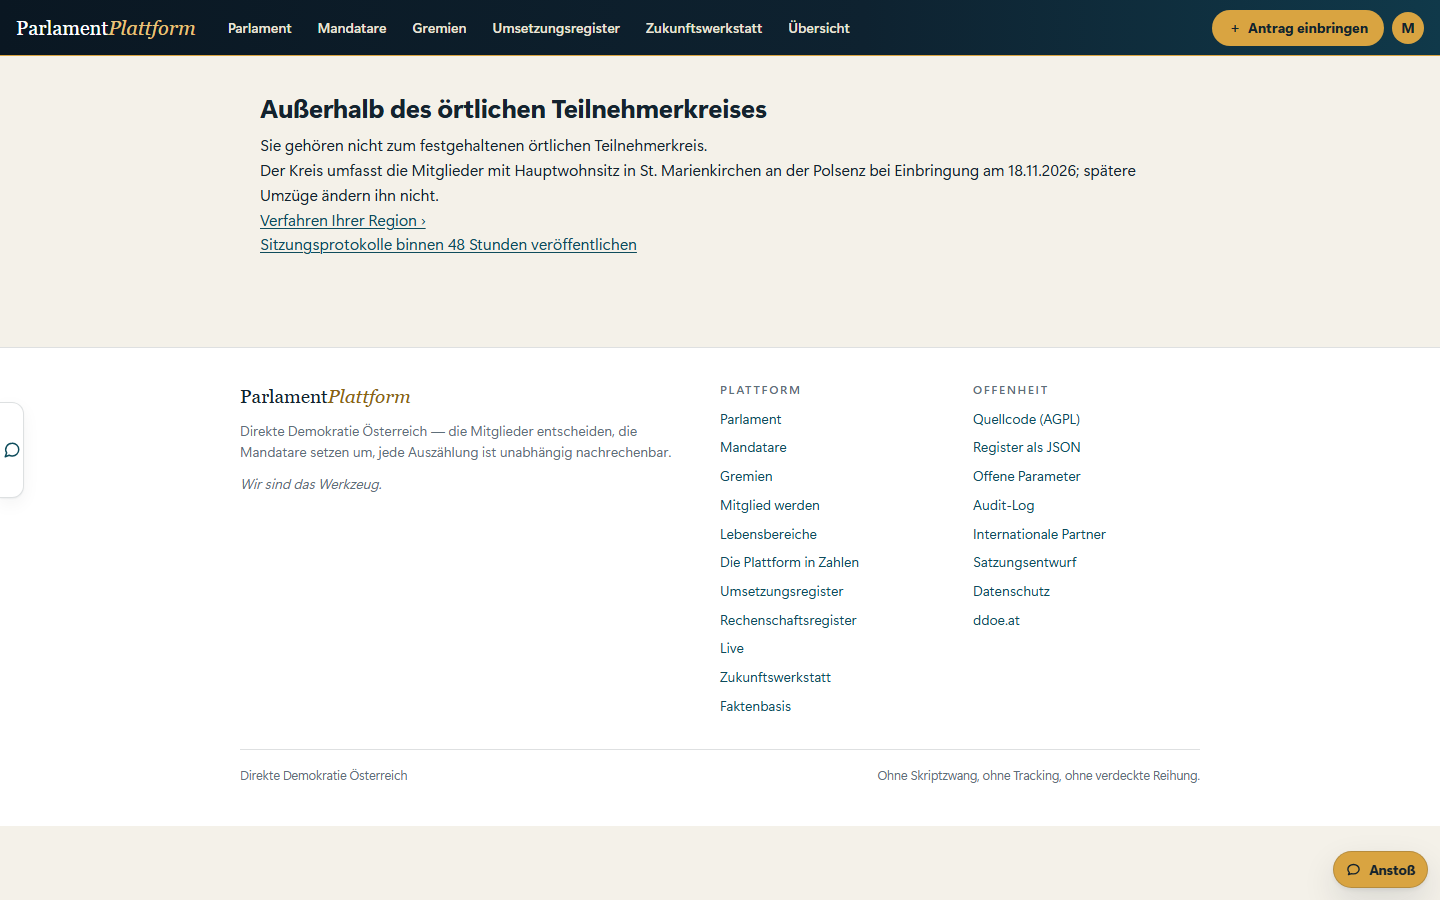 ParlamentPlattform
Parlament
Mandatare
Gremien
Umsetzungsregister
Zukunftswerkstatt
Übersicht
+ Antrag einbringen
M
Außerhalb des örtlichen Teilnehmerkreises
Sie gehören nicht zum festgehaltenen örtlichen Teilnehmerkreis.
Der Kreis umfasst die Mitglieder mit Hauptwohnsitz in St. Marienkirchen an der Polsenz bei Einbringung am 18.11.2026; spätere
Umzüge ändern ihn nicht.
Verfahren Ihrer Region ›
Sitzungsprotokolle binnen 48 Stunden veröffentlichen
ParlamentPlattform
Direkte Demokratie Österreich — die Mitglieder entscheiden, die
Mandatare setzen um, jede Auszählung ist unabhängig nachrechenbar.
Wir sind das Werkzeug.
PLATTFORM
Parlament
Mandatare
Gremien
Mitglied werden
Lebensbereiche
Die Plattform in Zahlen
Umsetzungsregister
Rechenschaftsregister
Live
Zukunftswerkstatt
Faktenbasis
OFFENHEIT
Quellcode (AGPL)
Register als JSON
Offene Parameter
Audit-Log
Internationale Partner
Satzungsentwurf
Datenschutz
ddoe.at
Direkte Demokratie Österreich
Ohne Skriptzwang, ohne Tracking, ohne verdeckte Reihung.
Anstoß